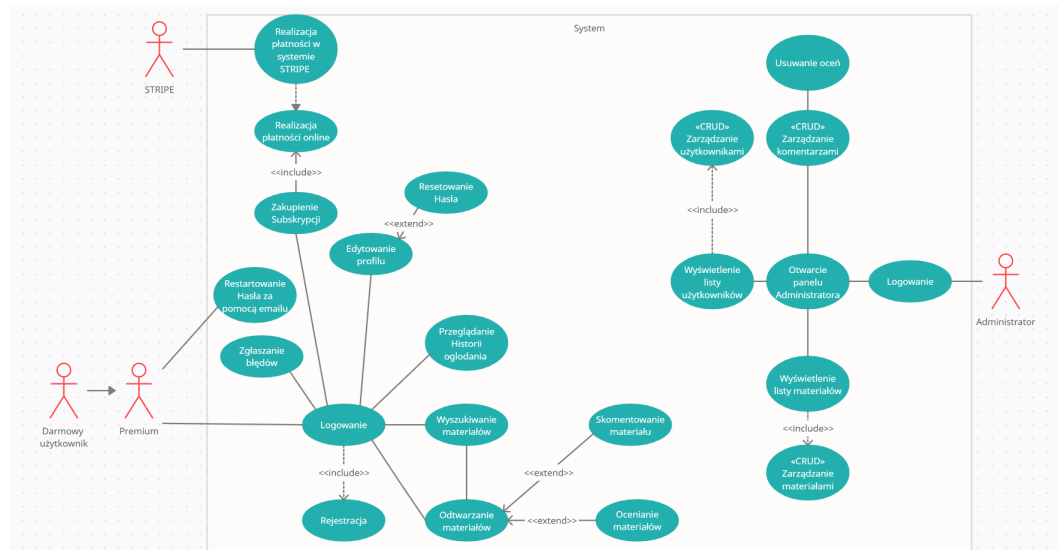 System
Realizacja
płatności w
systemie
STRIPE
STRIPE
Realizacja
płatności online
<<include>>
Zakupienie
Subskrypcji
Resetowanie
Hasła
<<extend>>
Edytowanie
profilu
Restartowanie
Hasła za
pomocą emailu
Zgłaszanie
błędów
Przeglądanie
Historii
oglodania
Darmowy
użytkownik
Premium
Logowanie
Wyszukiwanie
materiałów
<<include>>
Rejestracja
Odtwarzanie
materiałów
Skomentowanie
materiału
<<extend>>
<<extend>>
Ocenianie
materiałów
Usuwanie oceń
«CRUD»
Zarządzanie
użytkownikami
«CRUD»
Zarządzanie
komentarzami
<<include>>
Wyświetlenie
listy
użytkowników
Otwarcie
panelu
Administratora
Logowanie
Administrator
Wyświetlenie
listy materiałów
<<include>>
«CRUD»
Zarządzanie
materiałami